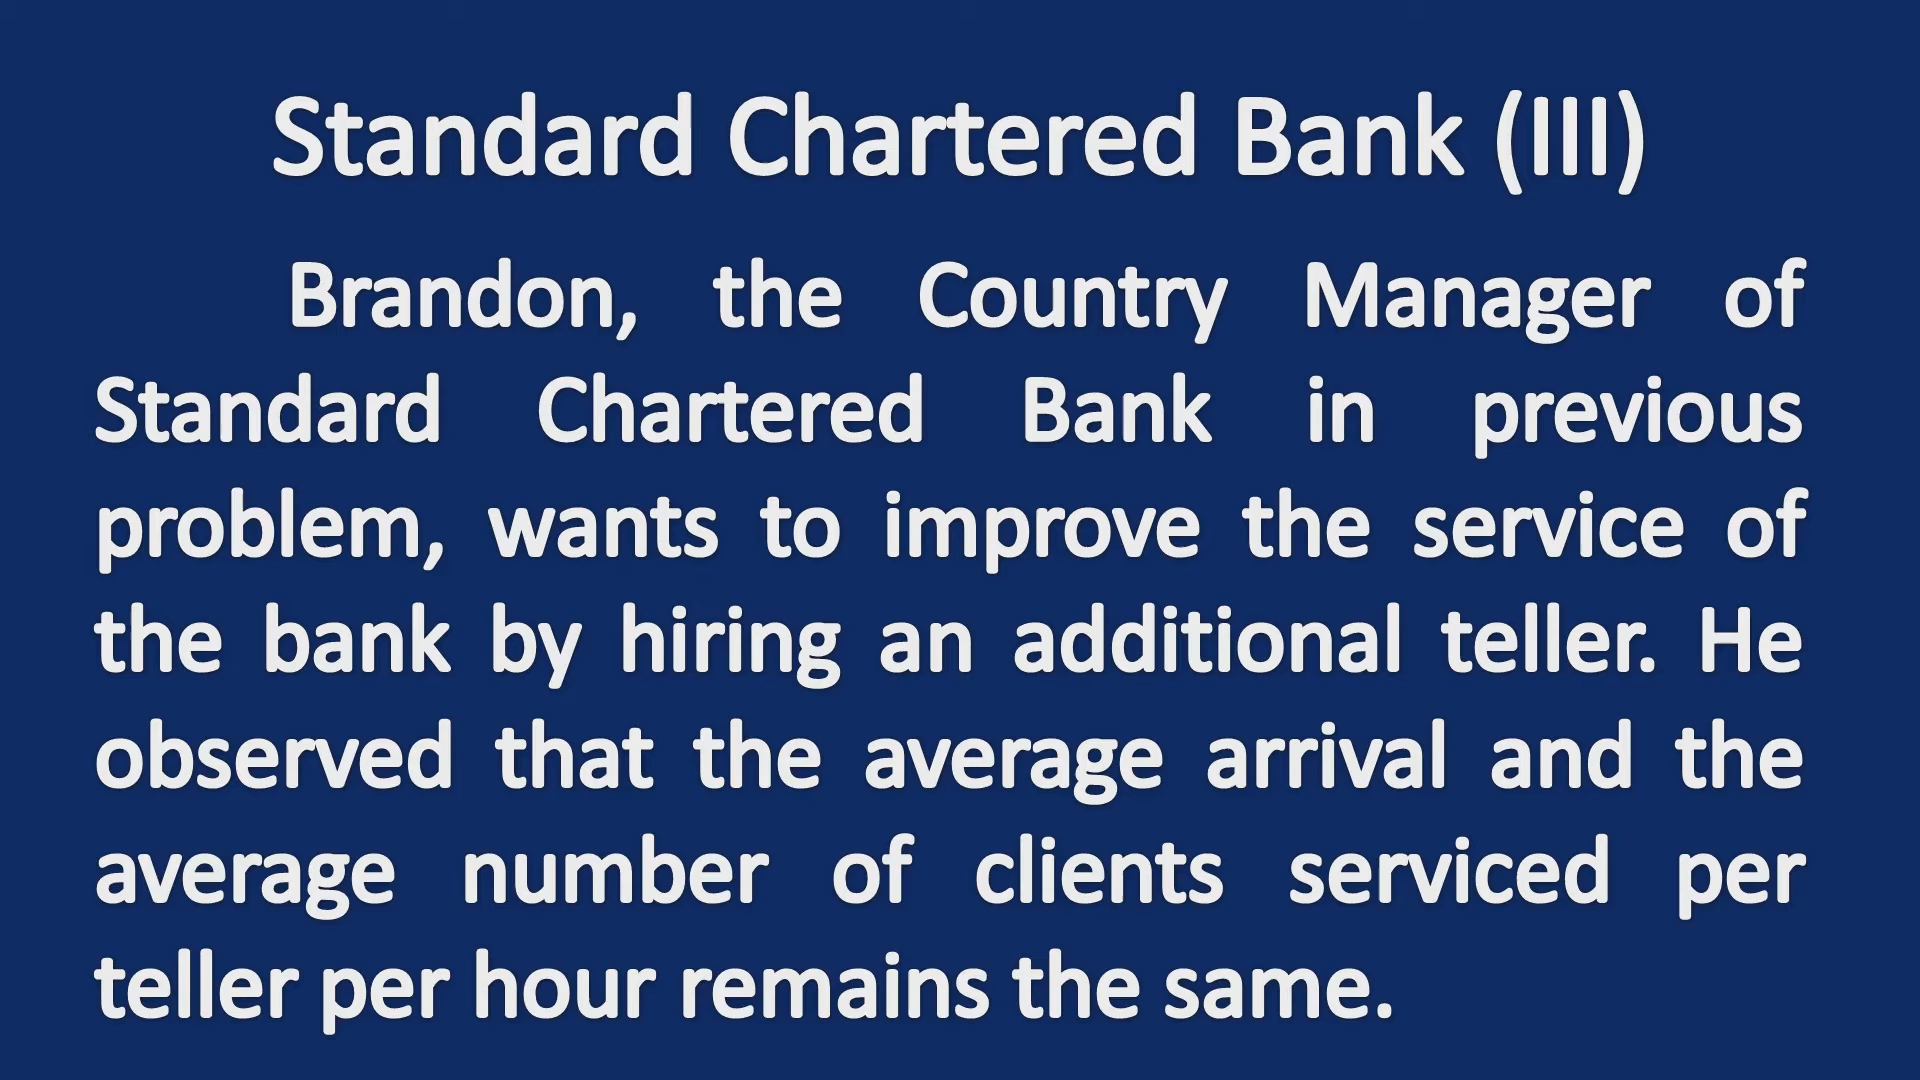 Standard Chartered Bank (III)
Brandon, the Country Manager of
Standard Chartered Bank in previous
problem, wants to improve the service of
the bank by hiring an additional teller. He
observed that the average arrival and the
average number of clients serviced per
teller per hour remains the same.